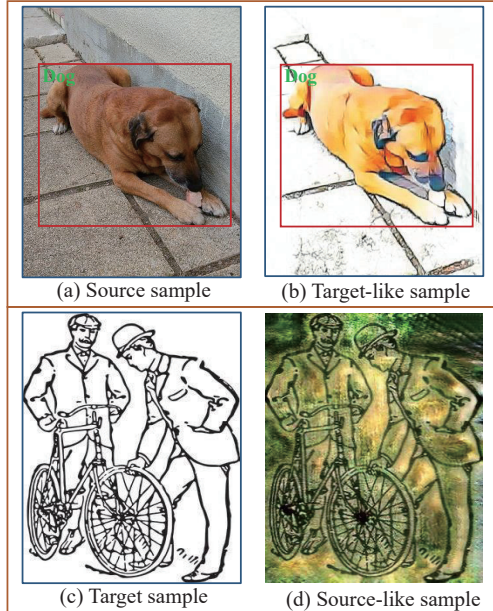 Dog
Dog
(a) Source sample
(b) Target-like sample
(c) Target sample
(d) Source-like sample